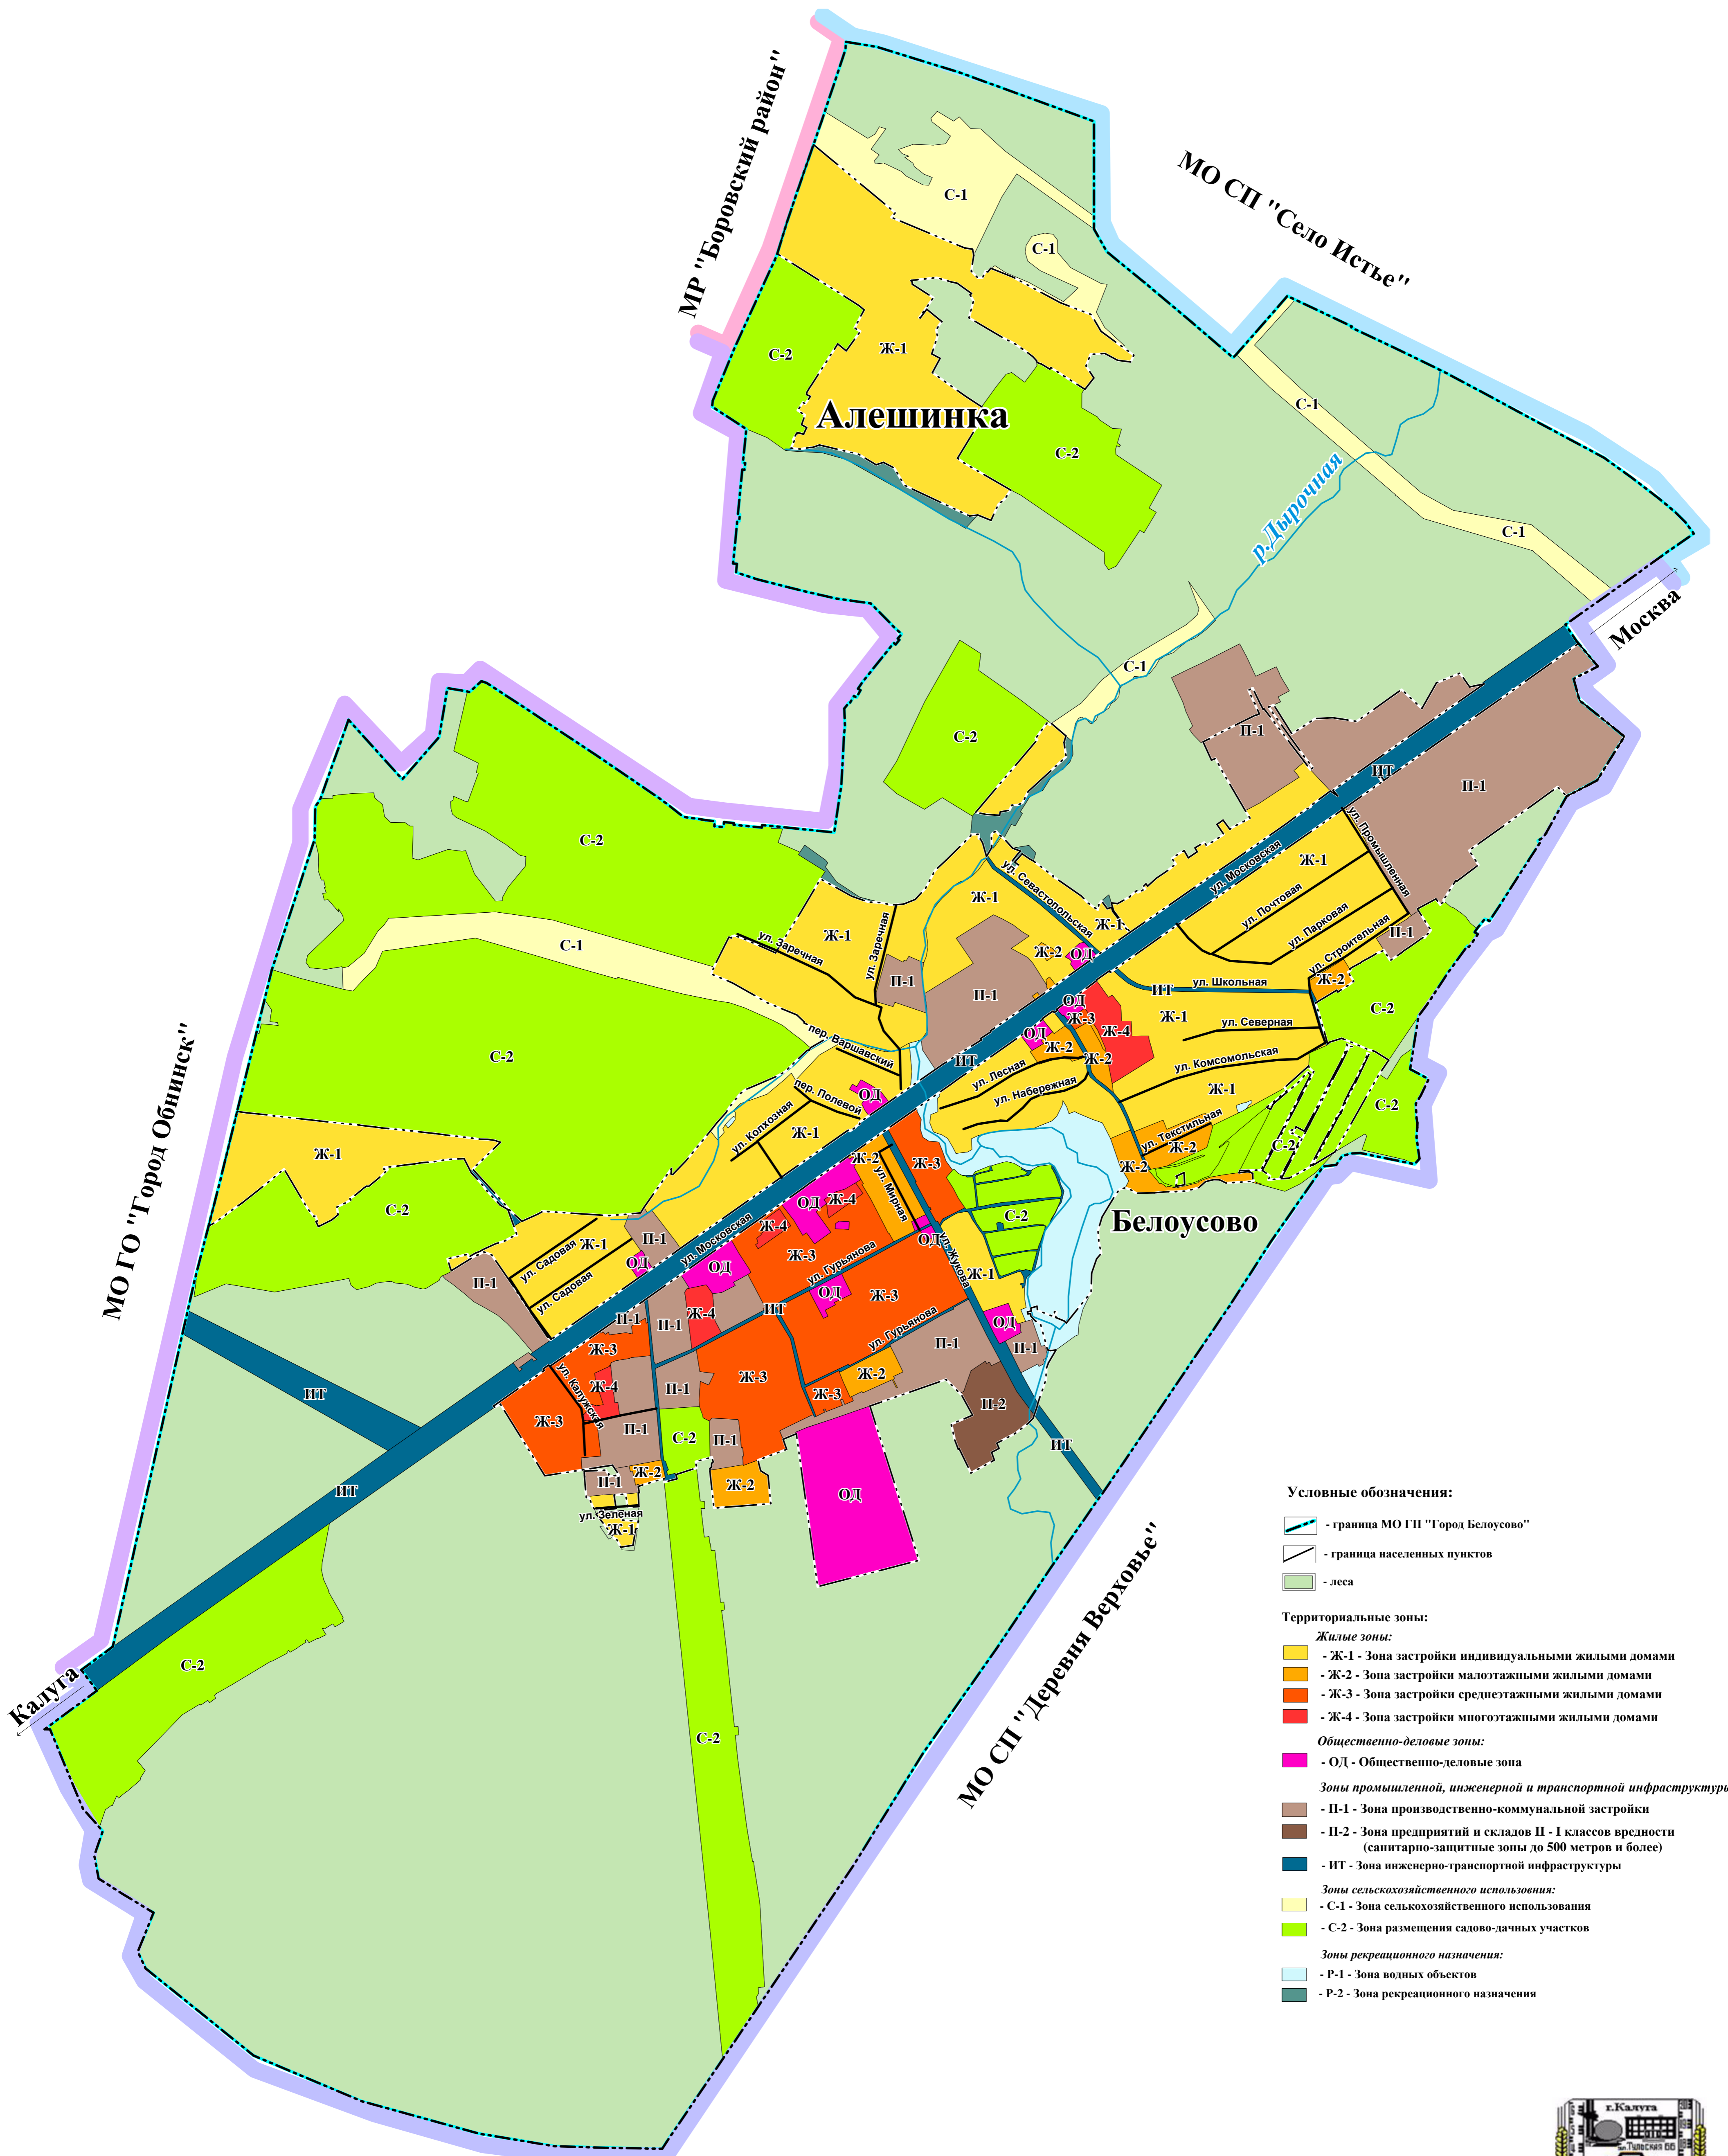 МР "Боровский район"
МО СП "Село Истье"
С-1
С-1
С-2
Ж-1
Алешинка
С-2
С-1
р.Дырочная
С-1
Москва
С-1
С-2
П-1
ИТ
П-1
С-2
ул. Промышленная
Ж-1
ул. Московская
ул. Севастопольская
Ж-1
ул. Почтовая
ул. Парковая
Ж-1
ул. Строительная
П-1
С-1
ул. Заречная
Ж-1
ул. Заречная
Ж-2
ОД
П-1
П-1
ИТ
ул. Школьная
Ж-2
ОД
Ж-3
Ж-4
Ж-1
ул. Северная
С-2
МО ГО "Город Обнинск"
С-2
пер. Варшавский
ОД
Ж-2
Ж-2
ИТ
ул. Лесная
ул. Комсомольская
ул. Набережная
Ж-1
пер. Полевой
ОД
ул. Колхозная
Ж-1
С-2
ул. Текстильная
Ж-2
С-2
Ж-1
Ж-2
Ж-3
Ж-2
ул. Мирная
С-2
ОД
Ж-4
Ж-4
С-2
Белоусово
ул. Московская
П-1
Ж-1
ул. Садовая
ОД
ОД
Ж-3
ул. Гурьянова
ОД
ул. Жукова
Ж-1
ул. Садовая
ОД
Ж-3
ИТ
П-1
П-1
Ж-4
ул. Гурьянова
ОД
П-1
П-1
Ж-3
Ж-3
Ж-2
Ж-3
П-1
Ж-4
ул. Калужская
П-2
ИТ
Ж-3
П-1
С-2
П-1
ИТ
Ж-2
П-1
Ж-2
ОД
ИТ
ул. Зеленая
Ж-1
МО СП "Деревня Верховье"
С-2
Калуга
С-2
Условные обозначения:
- граница МО ГП "Город Белоусово"
- граница населенных пунктов
- леса
Территориальные зоны:
Жилые зоны:
- Ж-1 - Зона застройки индивидуальными жилыми домами
- Ж-2 - Зона застройки малоэтажными жилыми домами
- Ж-3 - Зона застройки среднеэтажными жилыми домами
- Ж-4 - Зона застройки многоэтажными жилыми домами
Общественно-деловые зоны:
- ОД - Общественно-деловые зона
Зоны промышленной, инженерной и транспортной инфраструктуры
- П-1 - Зона производственно-коммунальной застройки
- П-2 - Зона предприятий и складов II - I классов вредности
(санитарно-защитные зоны до 500 метров и более)
- ИТ - Зона инженерно-транспортной инфраструктуры
Зоны сельскохозяйственного использовния:
- С-1 - Зона селькохозяйственного использования
- С-2 - Зона размещения садово-дачных участков
Зоны рекреационного назначения:
- Р-1 - Зона водных объектов
- Р-2 - Зона рекреационного назначения
г.Калуга
ул.Тульская 66